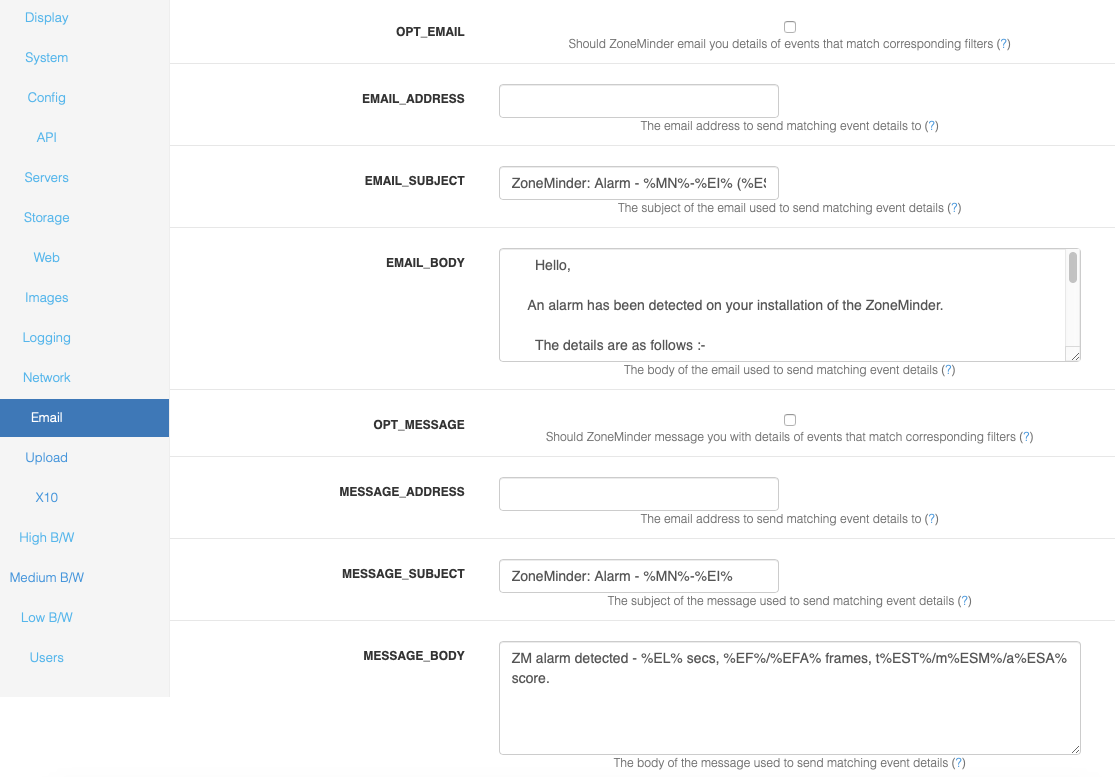 Display
System
Config
API
Servers
Storage
Web
Images
Logging
Network
Email
Upload
X10
High B/W
Medium B/W
Low B/W
Users
OPT_EMAIL
Should ZoneMinder email you details of events that match corresponding filters (?)
EMAIL_ADDRESS
The email address to send matching event details to (?)
EMAIL_SUBJECT
ZoneMinder: Alarm - %MN%-%EI% (%ES
The subject of the email used to send matching event details (?)
EMAIL_BODY
Hello,
An alarm has been detected on your installation of the ZoneMinder.
The details are as follows :-
The body of the email used to send matching event details (?)
OPT_MESSAGE
Should ZoneMinder message you with details of events that match corresponding filters (?)
MESSAGE_ADDRESS
The email address to send matching event details to (?)
MESSAGE_SUBJECT
ZoneMinder: Alarm - %MN%-%EI%
The subject of the message used to send matching event details (?)
MESSAGE_BODY
ZM alarm detected - %EL% secs, %EF%/%EFA% frames, t%EST%/m%ESM%/a%ESA%
score.
The body of the message used to send matching event details (?)